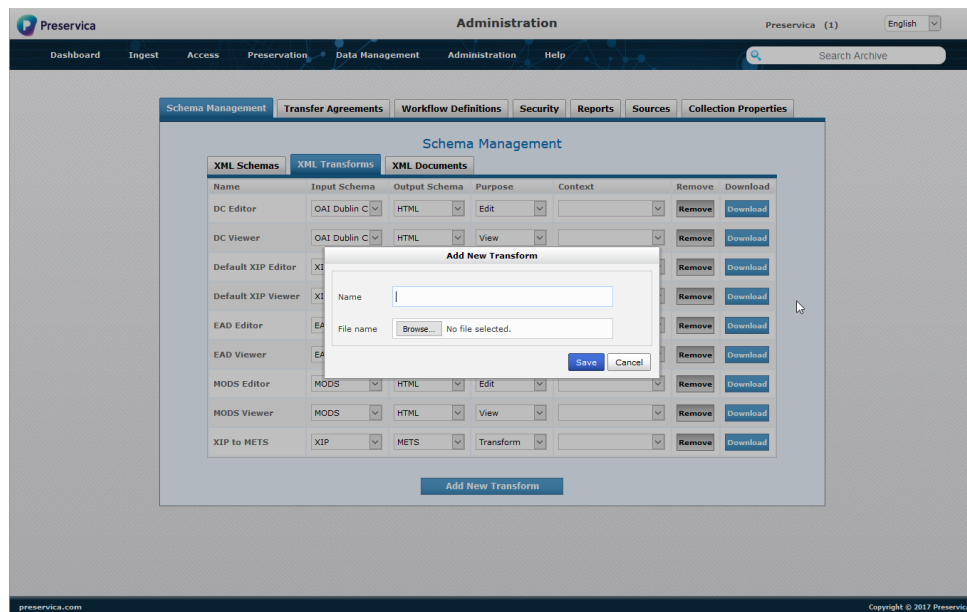 Preservica
Administration
Preservica (1)
English
Dashboard Ingest Access Preservation Data Management Administration Help
Search Archive
Schema Management Transfer Agreements Workflow Definitions Security Reports Sources Collection Properties
Schema Management
XML Schemas XML Transforms XML Documents
Name Input Schema Output Schema Purpose Context Remove Download
DC Editor OAI Dublin C HTML Edit Remove Download
DC Viewer OAI Dublin C HTML View Remove Download
Add New Transform
Default XIP Editor XI Remove Download
Name
Default XIP Viewer XI Remove Download
File name Browse... No file selected.
EAD Editor EA Remove Download
EAD Viewer EA Remove Download
Save Cancel
MODS Editor MODS HTML Edit Remove Download
MODS Viewer MODS HTML View Remove Download
XIP to METS XIP METS Transform Remove Download
Add New Transform
preservica.com
Copyright © 2017 Preservica